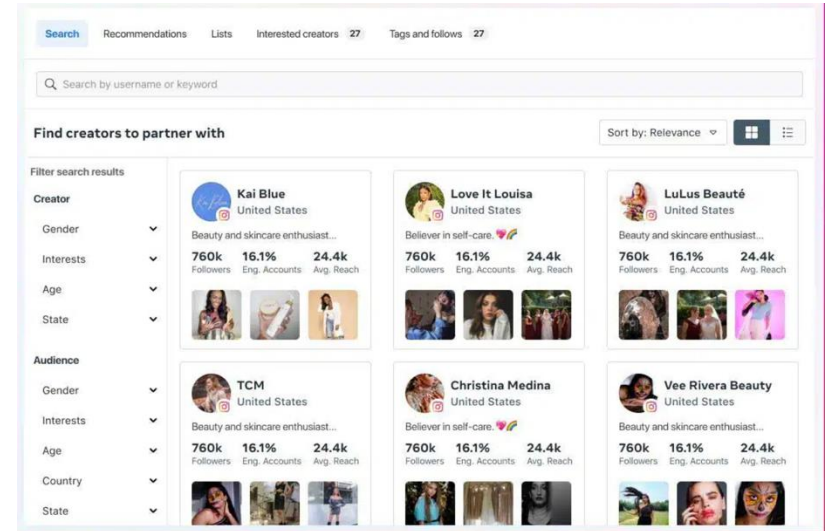 Search Recommendations Lists Interested creators 27 Tags and follows 27
Search by username or keyword
Find creators to partner with
Sort by: Relevance
Filter search results
Creator
Gender
Interests
Age
State
Audience
Gender
Interests
Age
Country
State
Kai Blue
United States
Beauty and skincare enthusiast...
760k 16.1% 24.4k
Followers Eng. Accounts Avg. Reach
Love It Louisa
United States
Believer in self-care. 💖🌈
760k 16.1% 24.4k
Followers Eng. Accounts Avg. Reach
LuLus Beauté
United States
Beauty and skincare enthusiast...
760k 16.1% 24.4k
Followers Eng. Accounts Avg. Reach
TCM
United States
Beauty and skincare enthusiast...
760k 16.1% 24.4k
Followers Eng. Accounts Avg. Reach
Christina Medina
United States
Believer in self-care. 💖🌈
760k 16.1% 24.4k
Followers Eng. Accounts Avg. Reach
Vee Rivera Beauty
United States
Beauty and skincare enthusiast...
760k 16.1% 24.4k
Followers Eng. Accounts Avg. Reach